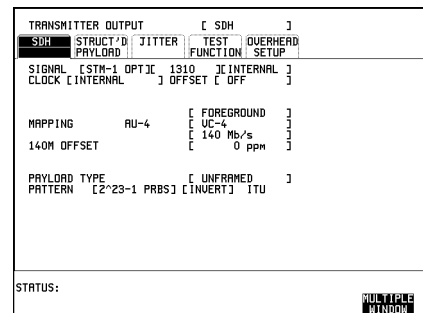 TRANSMITTER OUTPUT [ SDH ]
SDH STRUCT'D PAYLOAD JITTER TEST FUNCTION OVERHEAD SETUP
SIGNAL [STM-1 OPT][ 1310 ][INTERNAL ]
CLOCK [INTERNAL ] OFFSET [ OFF ]
[ FOREGROUND ]
MAPPING AU-4 [ VC-4 ]
[ 140 Mb/s ]
140M OFFSET [ 0 ppm ]
PAYLOAD TYPE [ UNFRAMED ]
PATTERN [2^23-1 PRBS] [INVERT] ITU
STATUS:
MULTIPLE
WINDOW